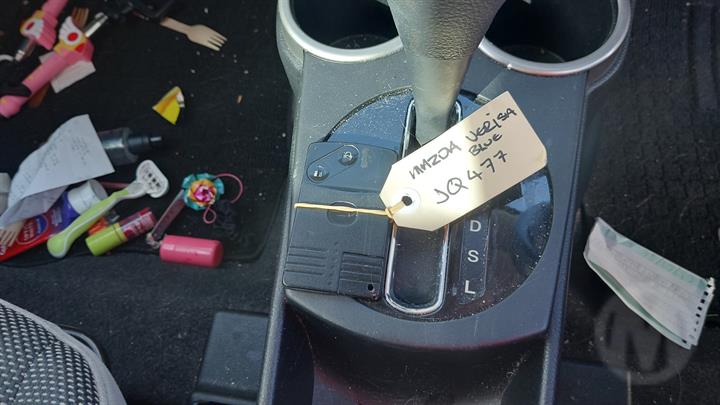 MAZDA VERISA
BLUE
JQ477
D
S
L